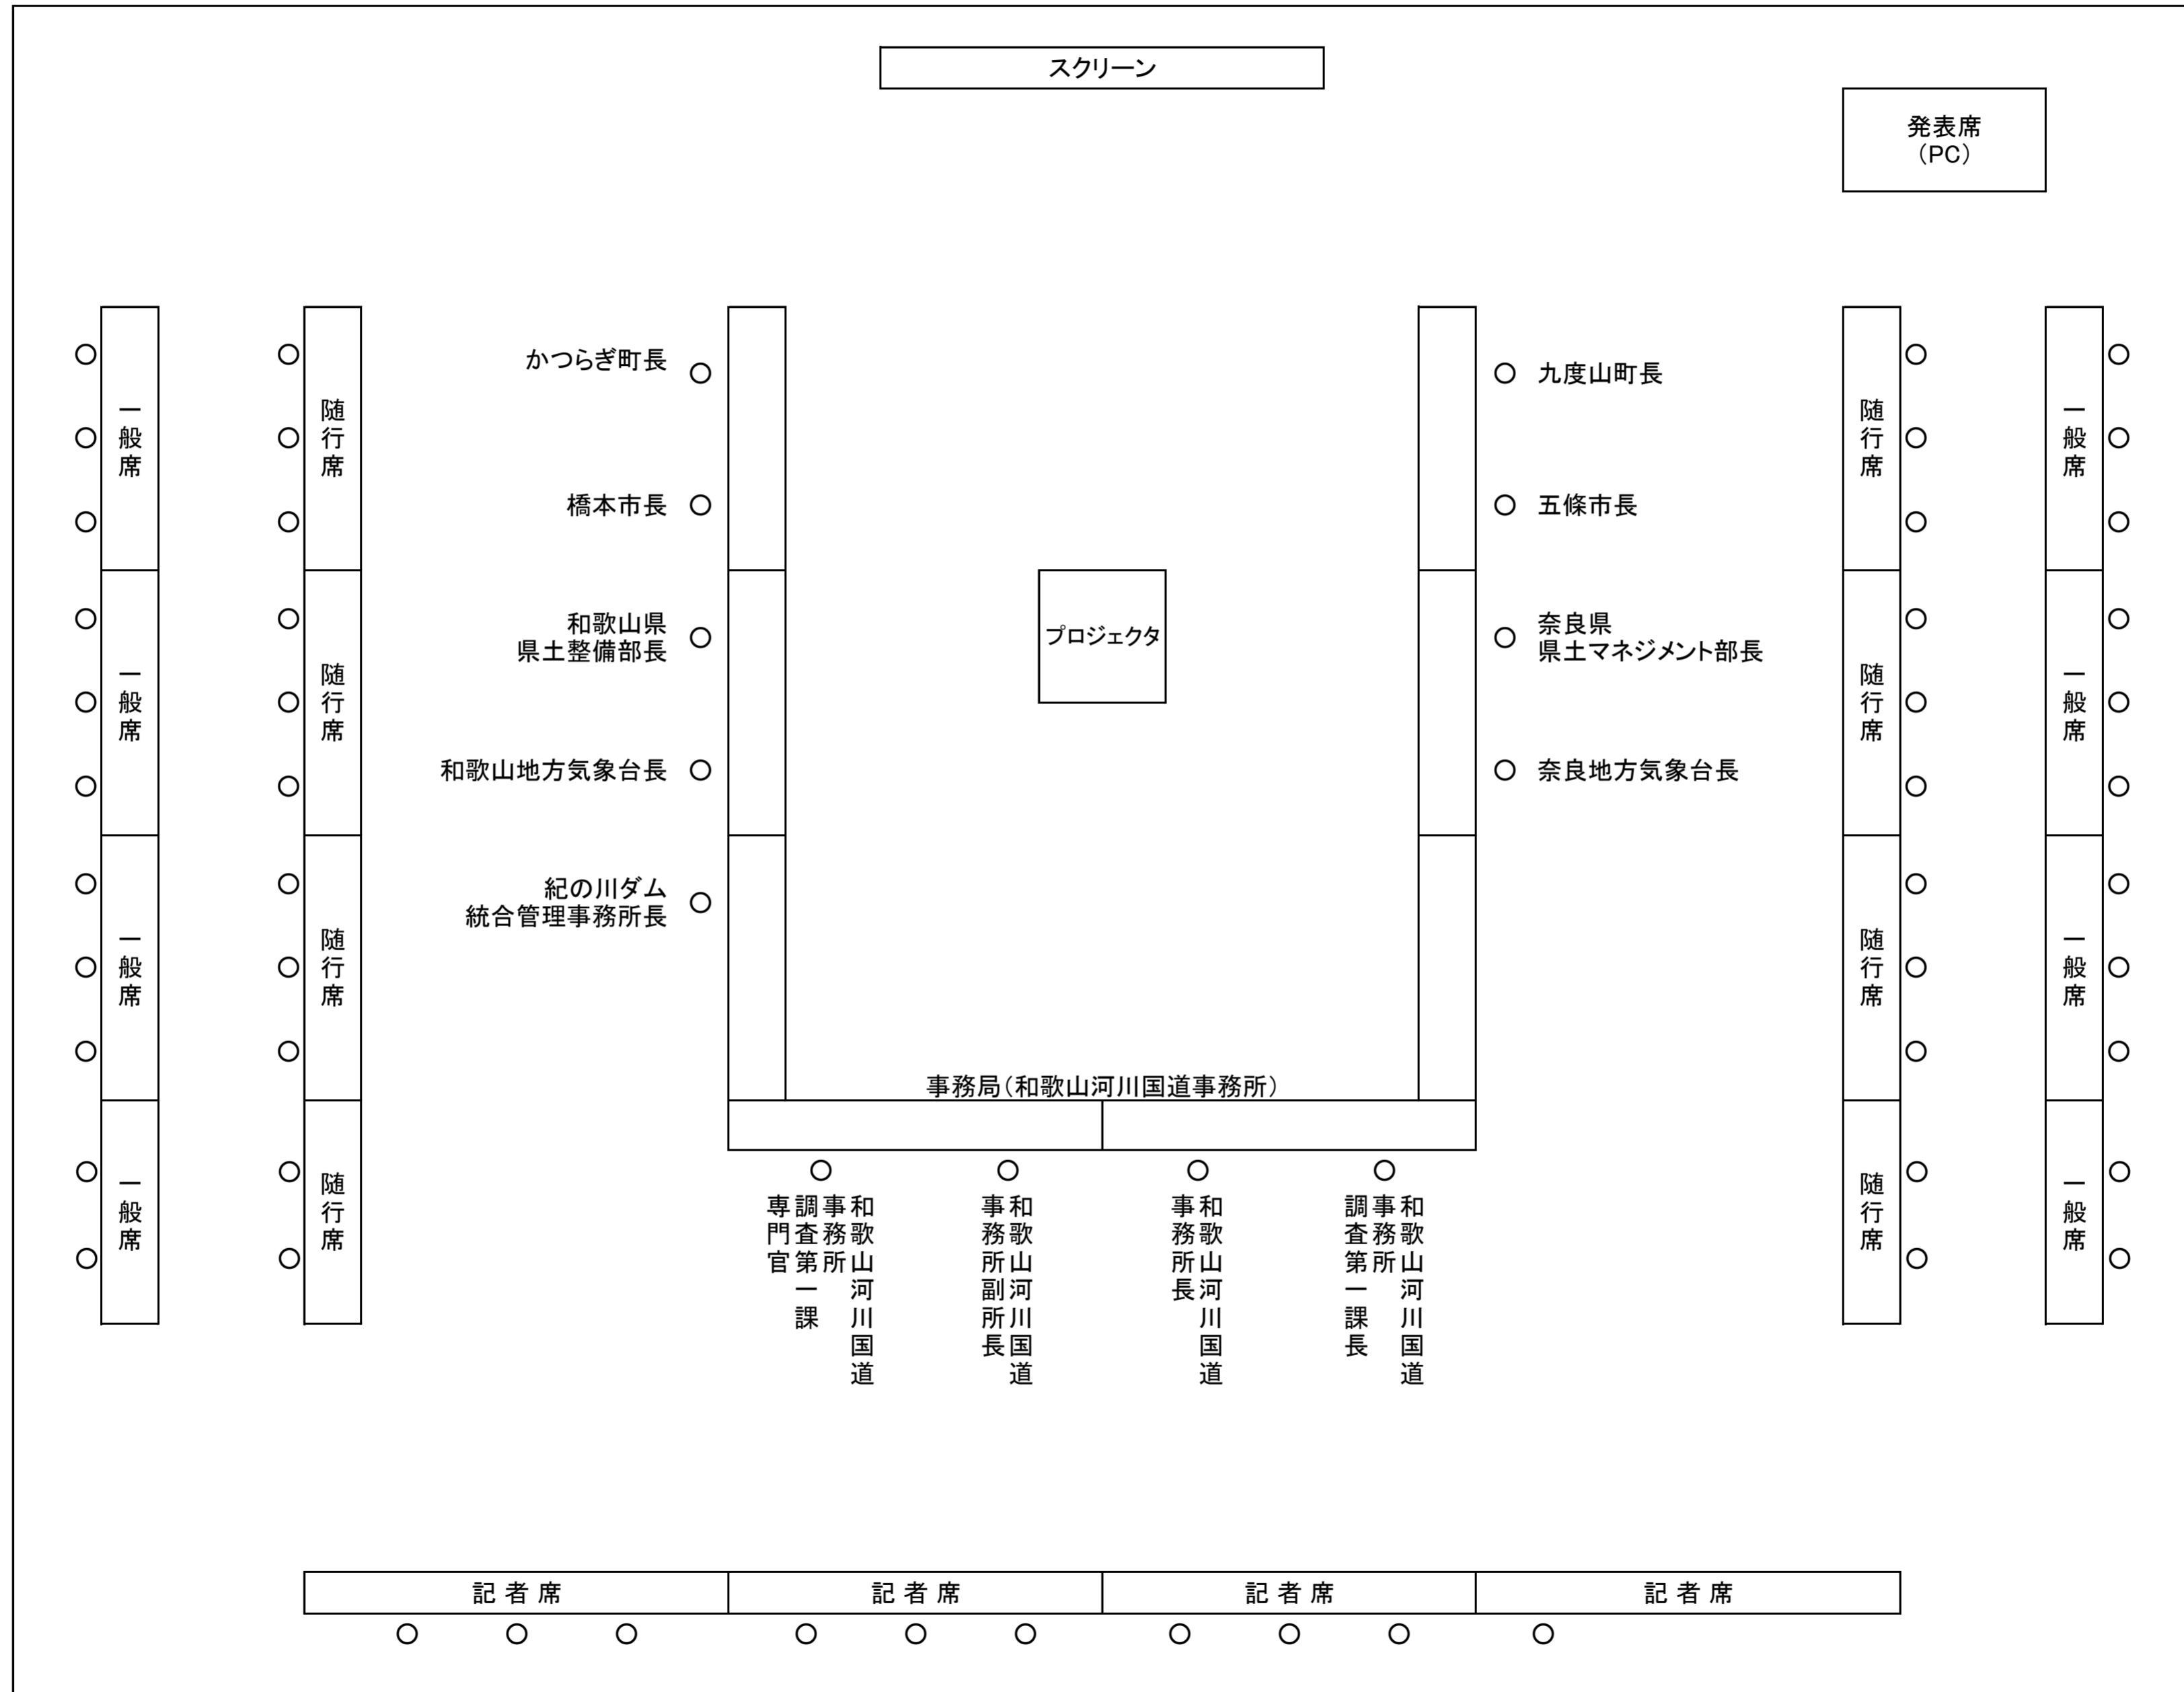 スクリーン
発表席
（PC）
一般席
随行席
かつらぎ町長
九度山町長
随行席
一般席
橋本市長
五條市長
一般席
随行席
和歌山県
県土整備部長
プロジェクタ
奈良県
県土マネジメント部長
随行席
一般席
和歌山地方気象台長
奈良地方気象台長
一般席
随行席
紀の川ダム
統合管理事務所長
随行席
一般席
事務局（和歌山河川国道事務所）
一般席
随行席
和歌山河川国道
事務所
調査第一課
専門官
和歌山河川国道
事務所副所長
和歌山河川国道
事務所長
和歌山河川国道
事務所
調査第一課長
随行席
一般席
記者席
記者席
記者席
記者席